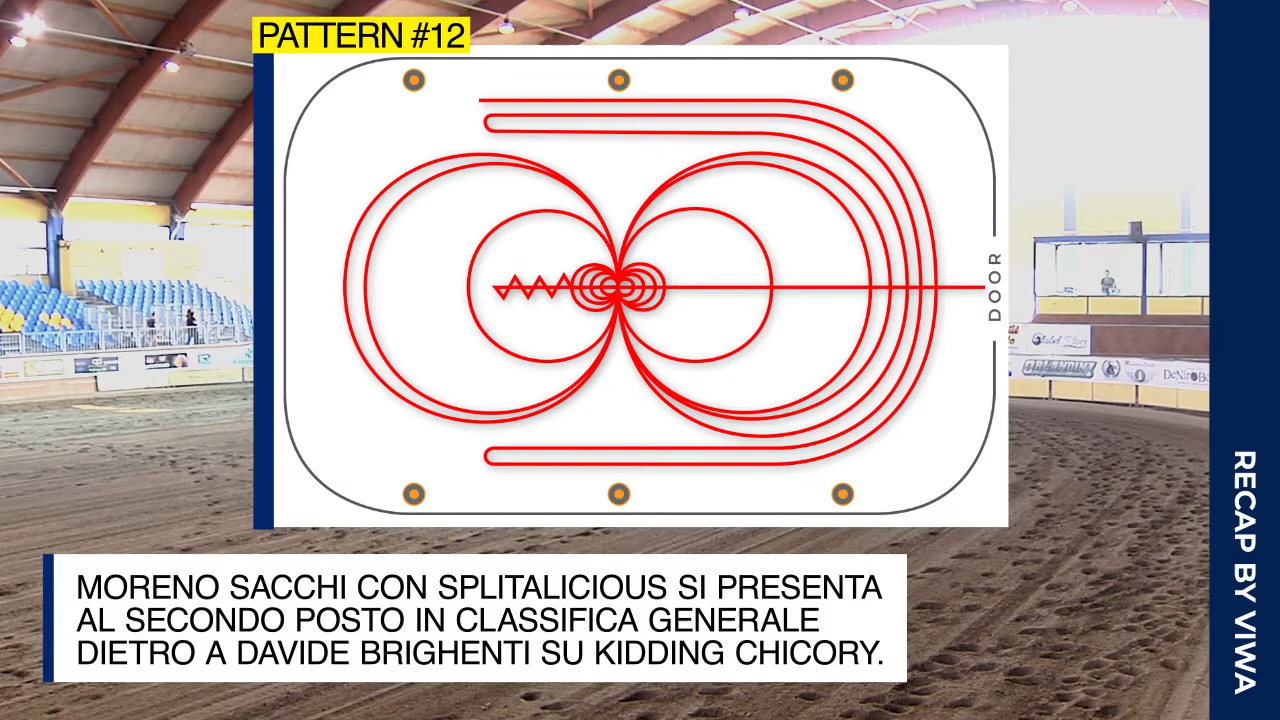 PATTERN #12
DOOR
ORLANDINI
MORENO SACCHI CON SPLITALICIOUS SI PRESENTA
AL SECONDO POSTO IN CLASSIFICA GENERALE
DIETRO A DAVIDE BRIGHENTI SU KIDDING CHICORY.
RECAP BY VIWA